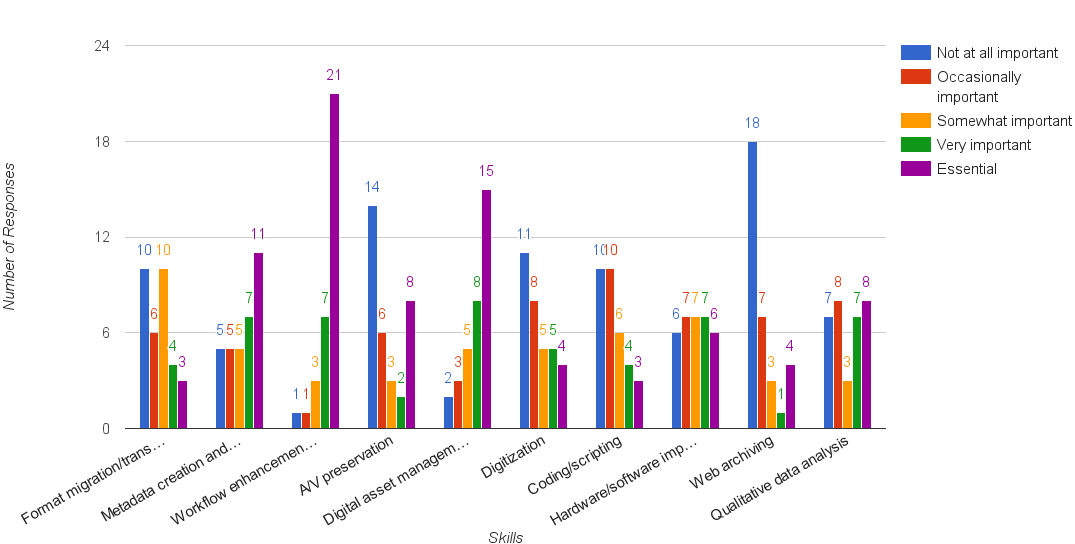 24
18
12
6
0
Number of Responses
10 6 10 4 3
5 5 5 7 11
1 1 3 7 21
14 6 3 2 8
2 3 5 8 15
11 8 5 5 4
10 10 6 4 3
6 7 7 7 6
18 7 3 1 4
7 8 3 7 8
Format migration/trans…
Metadata creation and…
Workflow enhancemen…
A/V preservation
Digital asset managem…
Digitization
Coding/scripting
Hardware/software imp…
Web archiving
Qualitative data analysis
Skills
Not at all important
Occasionally
important
Somewhat important
Very important
Essential